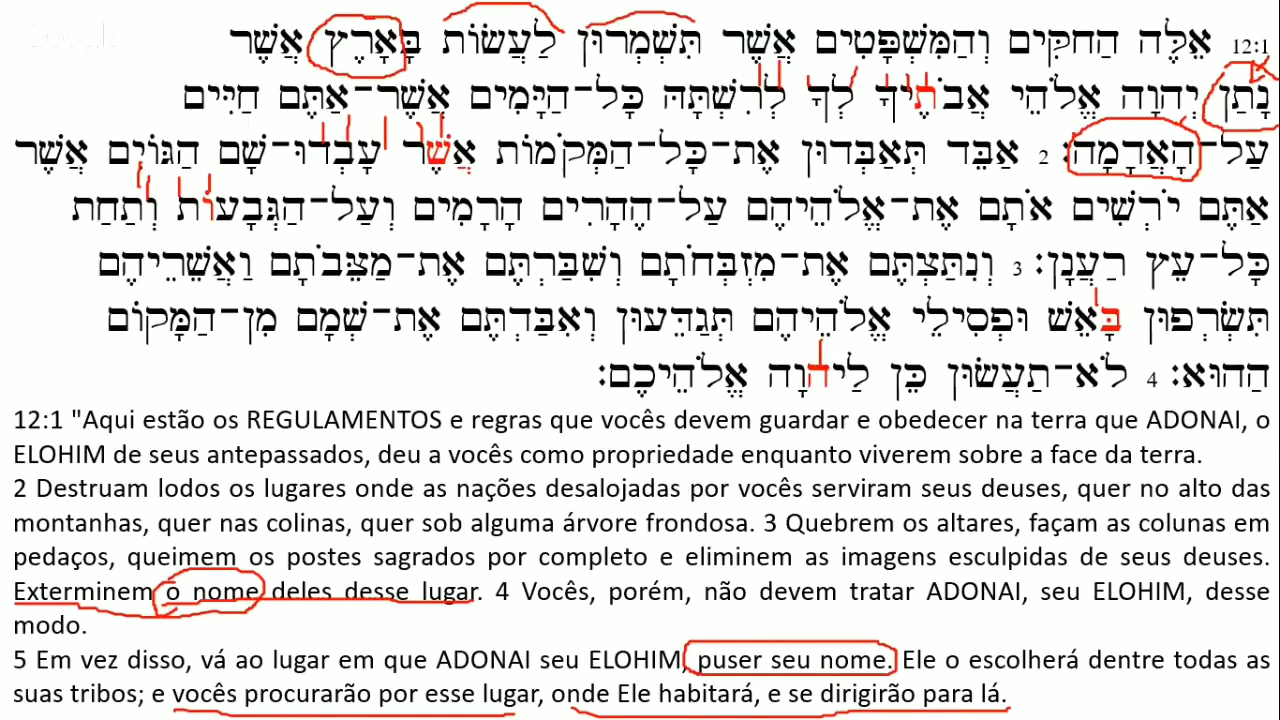 12:1 אֵלֶּה הַחֻקִּים וְהַמִּשְׁפָּטִים אֲשֶׁר תִּשְׁמְרוּן לַעֲשׂוֹת בָּאָרֶץ אֲשֶׁר
נָתַן יְהוָה אֱלֹהֵי אֲבֹתֶיךָ לְךָ לְרִשְׁתָּהּ כָּל־הַיָּמִים אֲשֶׁר־אַתֶּם חַיִּים
עַל־הָאֲדָמָה׃ 2 אַבֵּד תְּאַבְּדוּן אֶת־כָּל־הַמְּקֹמוֹת אֲשֶׁר עָבְדוּ־שָׁם הַגּוֹיִם אֲשֶׁר
אַתֶּם יֹרְשִׁים אֹתָם אֶת־אֱלֹהֵיהֶם עַל־הֶהָרִים הָרָמִים וְעַל־הַגְּבָעוֹת וְתַחַת
כָּל־עֵץ רַעֲנָן׃ 3 וְנִתַּצְתֶּם אֶת־מִזְבְּחֹתָם וְשִׁבַּרְתֶּם אֶת־מַצֵּבֹתָם וַאֲשֵׁרֵיהֶם
תִּשְׂרְפוּן בָּאֵשׁ וּפְסִילֵי אֱלֹהֵיהֶם תְּגַדֵּעוּן וְאִבַּדְתֶּם אֶת־שְׁמָם מִן־הַמָּקוֹם
הַהוּא׃ 4 לֹא־תַעֲשׂוּן כֵּן לַיהוָה אֱלֹהֵיכֶם׃
12:1 "Aqui estão os REGULAMENTOS e regras que vocês devem guardar e obedecer na terra que ADONAI, o
ELOHIM de seus antepassados, deu a vocês como propriedade enquanto viverem sobre a face da terra.
2 Destruam lodos os lugares onde as nações desalojadas por vocês serviram seus deuses, quer no alto das
montanhas, quer nas colinas, quer sob alguma árvore frondosa. 3 Quebrem os altares, façam as colunas em
pedaços, queimem os postes sagrados por completo e eliminem as imagens esculpidas de seus deuses.
Exterminem o nome deles desse lugar. 4 Vocês, porém, não devem tratar ADONAI, seu ELOHIM, desse
modo.
5 Em vez disso, vá ao lugar em que ADONAI seu ELOHIM, puser seu nome. Ele o escolherá dentre todas as
suas tribos; e vocês procurarão por esse lugar, onde Ele habitará, e se dirigirão para lá.